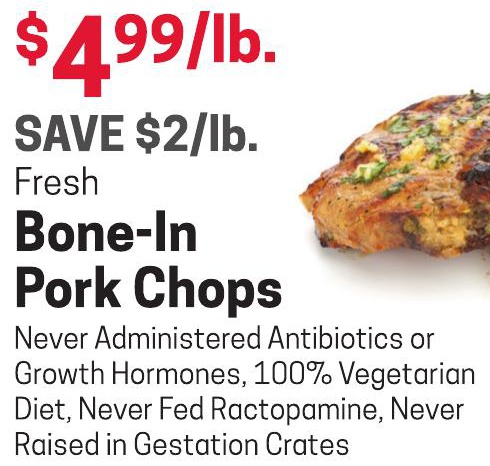 $4.99/lb.
SAVE $2/lb.
Fresh
Bone-In
Pork Chops
Never Administered Antibiotics or
Growth Hormones, 100% Vegetarian
Diet, Never Fed Ractopamine, Never
Raised in Gestation Crates